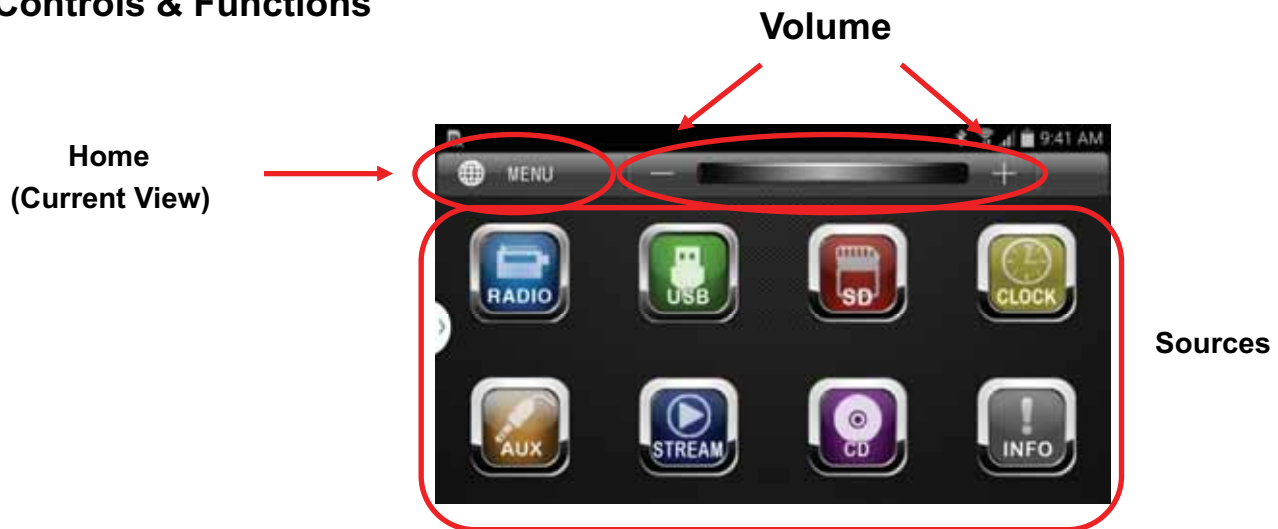 Controls & Functions
Volume
Home
(Current View)
9:41 AM
MENU
RADIO
USB
SD
CLOCK
Sources
AUX
STREAM
CD
INFO